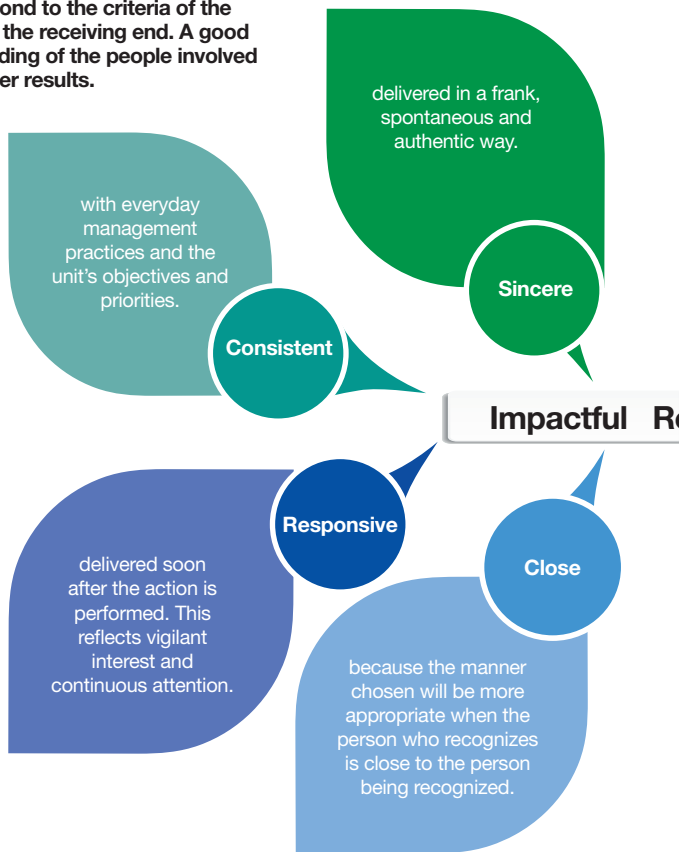 ond to the criteria of the
the receiving end. A good
ding of the people involved
er results.
delivered in a frank,
spontaneous and
authentic way.
Sincere
with everyday
management
practices and the
unit's objectives and
priorities.
Consistent
Impactful Re
Responsive
delivered soon
after the action is
performed. This
reflects vigilant
interest and
continuous attention.
Close
because the manner
chosen will be more
appropriate when the
person who recognizes
is close to the person
being recognized.